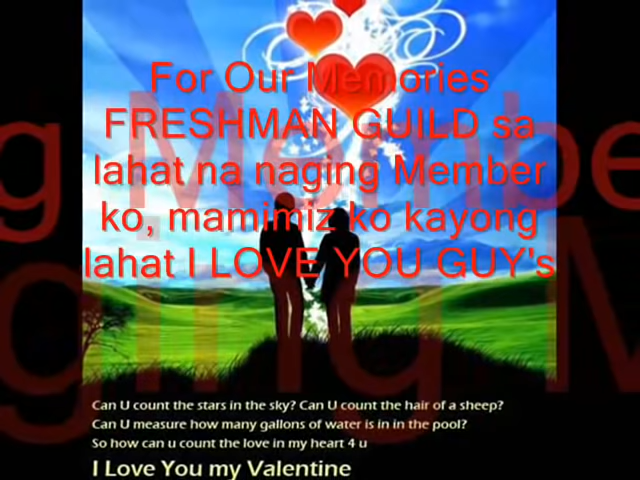 For Our Memories
FRESHMAN GUILD sa
lahat na naging Member
ko, mamimiz ko kayong
lahat I LOVE YOU GUY's
g Membe
ging M
Can U count the stars in the sky? Can U count the hair of a sheep?
Can U measure how many gallons of water is in in the pool?
So how can u count the love in my heart 4 u
I Love You my Valentine